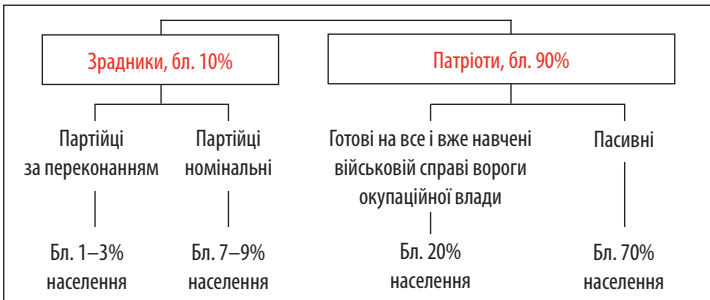 Зрадники, бл. 10%
Патріоти, бл. 90%
Партійці
за переконанням
Партійці
номінальні
Готові на все і вже навчені
військовій справі вороги
окупаційної влади
Пасивні
Бл. 1–3%
населення
Бл. 7–9%
населення
Бл. 20%
населення
Бл. 70%
населення